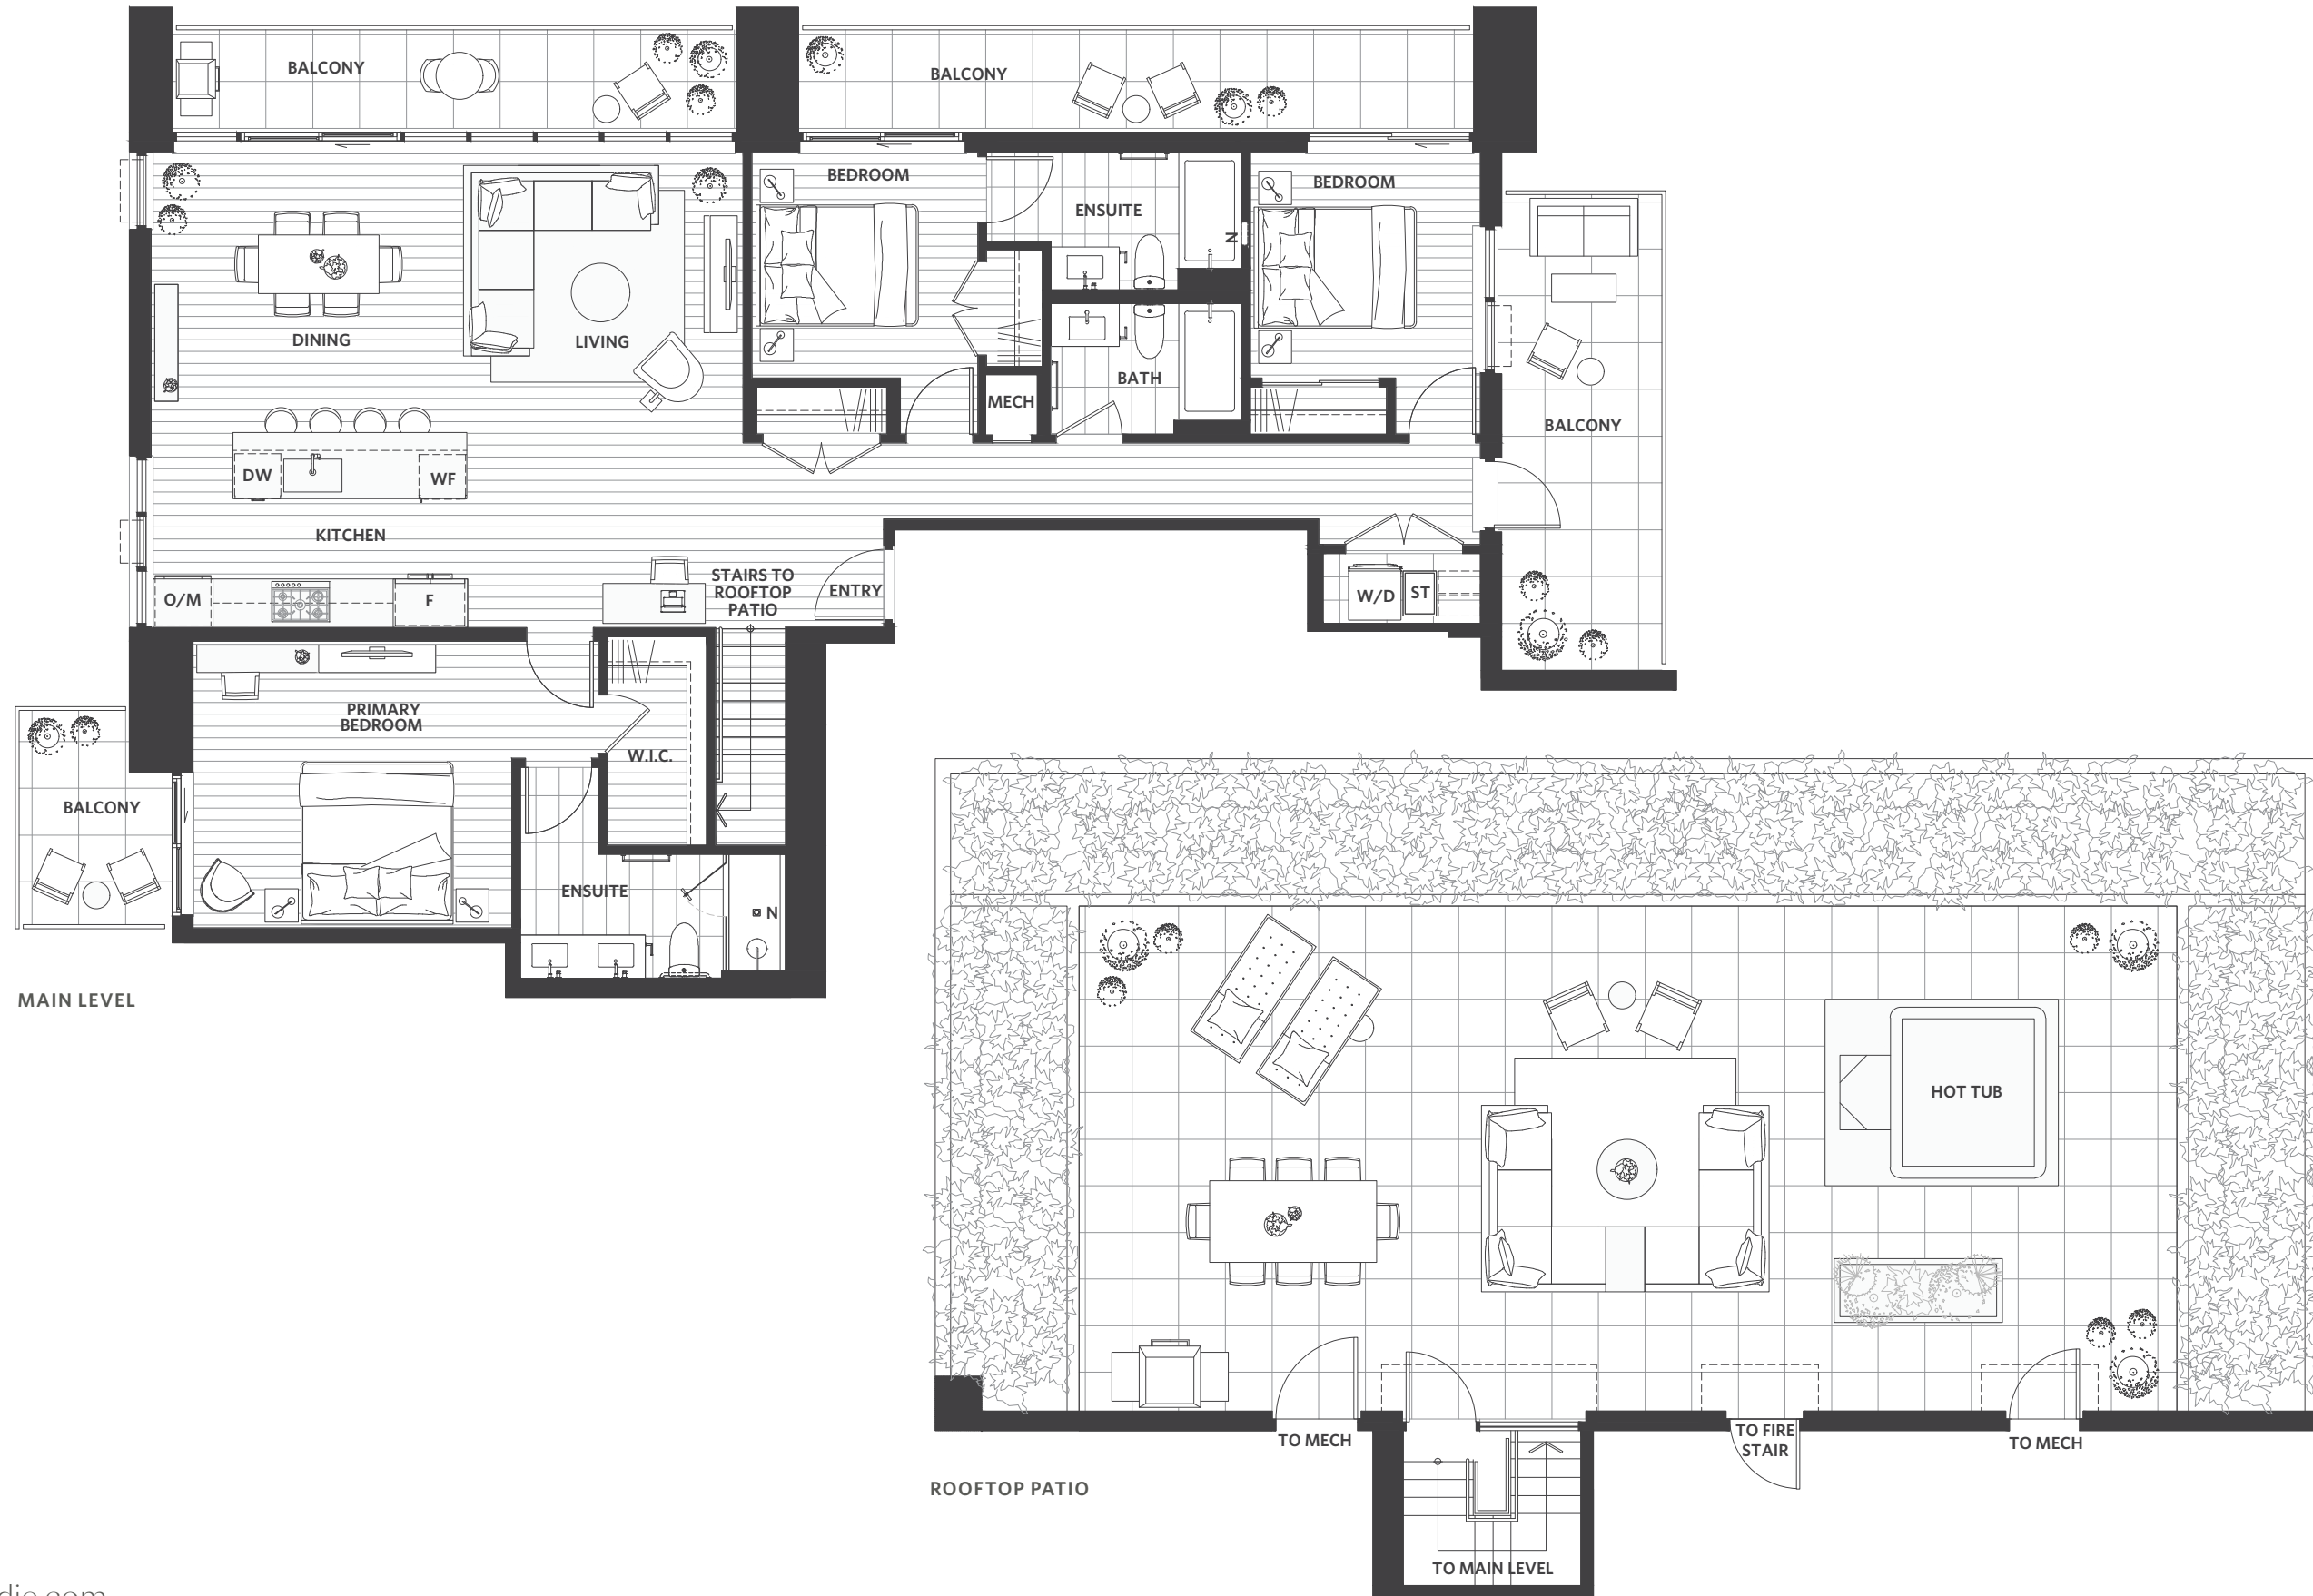 BALCONY
BALCONY
BEDROOM
BEDROOM
ENSUITE
N
DINING
LIVING
BATH
MECH
BALCONY
DW
WF
KITCHEN
STAIRS TO
ROOFTOP
PATIO
ENTRY
O/M
F
W/D
ST
PRIMARY
BEDROOM
W.I.C.
BALCONY
ENSUITE
N
MAIN LEVEL
HOT TUB
TO MECH
TO FIRE
STAIR
TO MECH
ROOFTOP PATIO
TO MAIN LEVEL